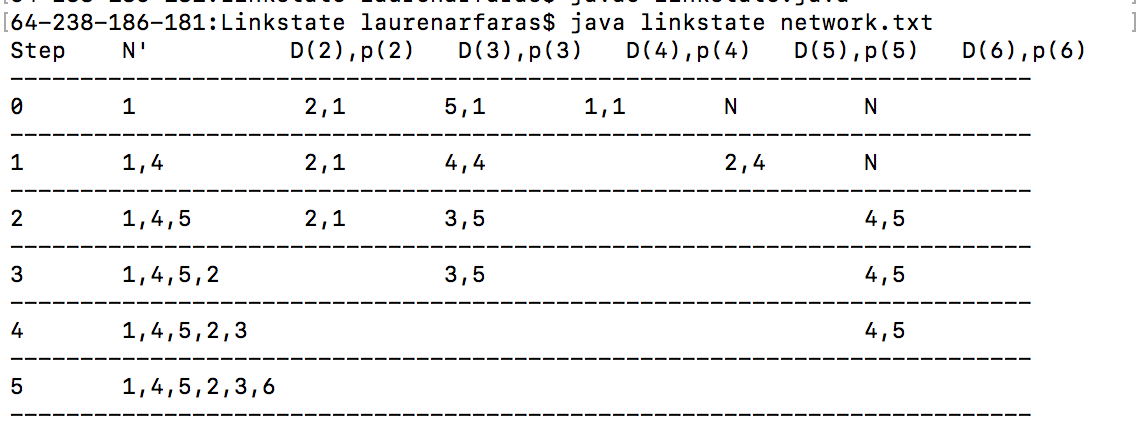 [64-238-186-181:Linkstate laurenarfaras$ java linkstate network.txt ]
Step N' D(2),p(2) D(3),p(3) D(4),p(4) D(5),p(5) D(6),p(6)
--------------------------------------------------------------------------
0 1 2,1 5,1 1,1 N N
--------------------------------------------------------------------------
1 1,4 2,1 4,4 2,4 N
--------------------------------------------------------------------------
2 1,4,5 2,1 3,5 4,5
--------------------------------------------------------------------------
3 1,4,5,2 3,5 4,5
--------------------------------------------------------------------------
4 1,4,5,2,3 4,5
--------------------------------------------------------------------------
5 1,4,5,2,3,6
--------------------------------------------------------------------------